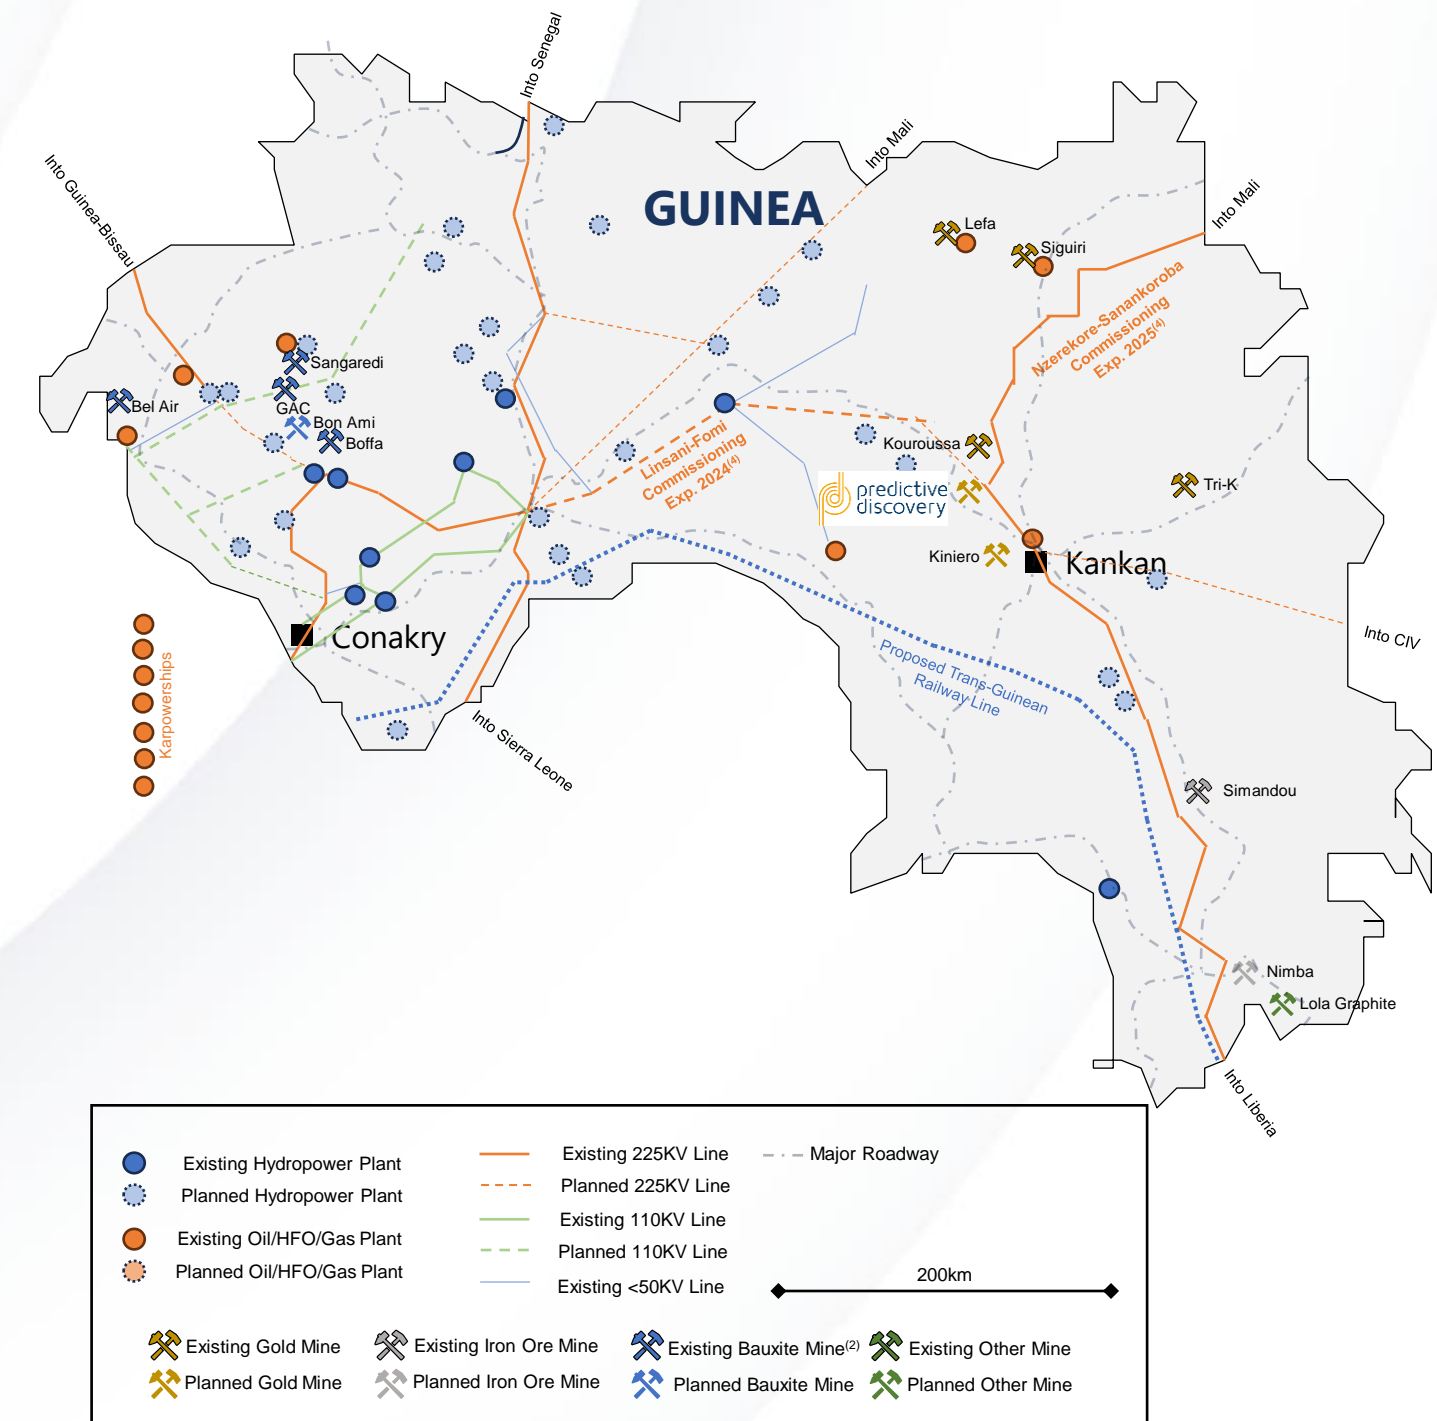 Into Senegal
Into Guinea-Bissau
Into Mali
GUINEA
Into Mali
Lefa
Siguiri
Nzerekore-Sanankoroba
Commissioning
Exp. 2025(4)
Sangaredi
Bel Air
GAC
Bon Ami
Boffa
Linsani-Fomi
Commissioning
Exp. 2024(4)
Kouroussa
predictive
discovery
Tri-K
Kiniero
Kankan
Conakry
Into CIV
Karpowerships
Proposed Trans-Guinean
Railway Line
Into Sierra Leone
Simandou
Nimba
Lola Graphite
Into Liberia
Existing Hydropower Plant
Planned Hydropower Plant
Existing Oil/HFO/Gas Plant
Planned Oil/HFO/Gas Plant
Existing 225KV Line
Planned 225KV Line
Existing 110KV Line
Planned 110KV Line
Existing <50KV Line
Major Roadway
200km
Existing Gold Mine
Planned Gold Mine
Existing Iron Ore Mine
Planned Iron Ore Mine
Existing Bauxite Mine(2)
Planned Bauxite Mine
Existing Other Mine
Planned Other Mine